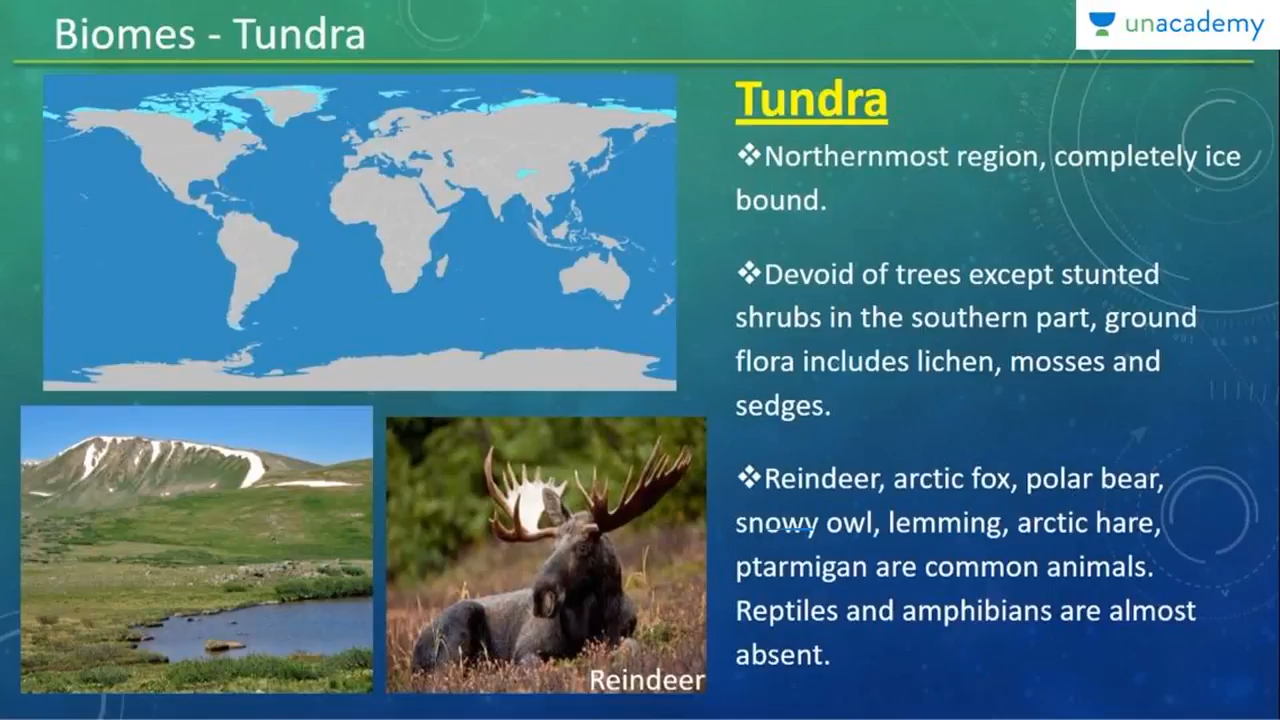 Biomes - Tundra
unacademy
Tundra
❖Northernmost region, completely ice
bound.
❖Devoid of trees except stunted
shrubs in the southern part, ground
flora includes lichen, mosses and
sedges.
❖Reindeer, arctic fox, polar bear,
snowy owl, lemming, arctic hare,
ptarmigan are common animals.
Reptiles and amphibians are almost
absent.
Reindeer